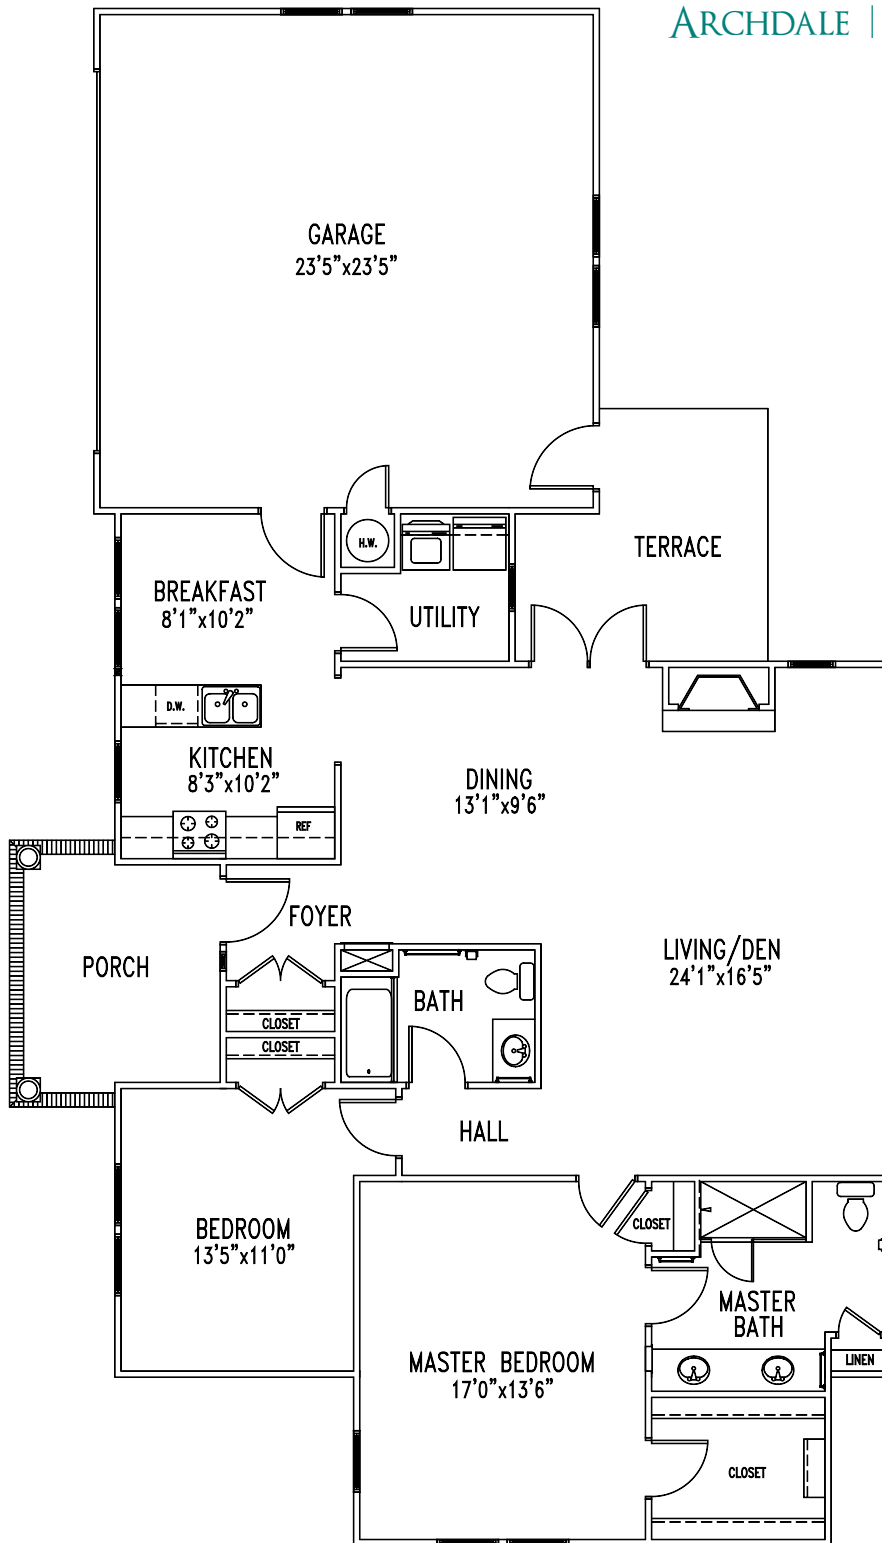 ARCHDALE |
GARAGE
23'5"x23'5"
H.W.
TERRACE
BREAKFAST
8'1"x10'2"
UTILITY
D.W.
KITCHEN
8'3"x10'2"
DINING
13'1"x9'6"
REF
FOYER
PORCH
LIVING/DEN
24'1"x16'5"
BATH
CLOSET
CLOSET
HALL
BEDROOM
13'5"x11'0"
CLOSET
MASTER
BATH
MASTER BEDROOM
17'0"x13'6"
LINEN
CLOSET